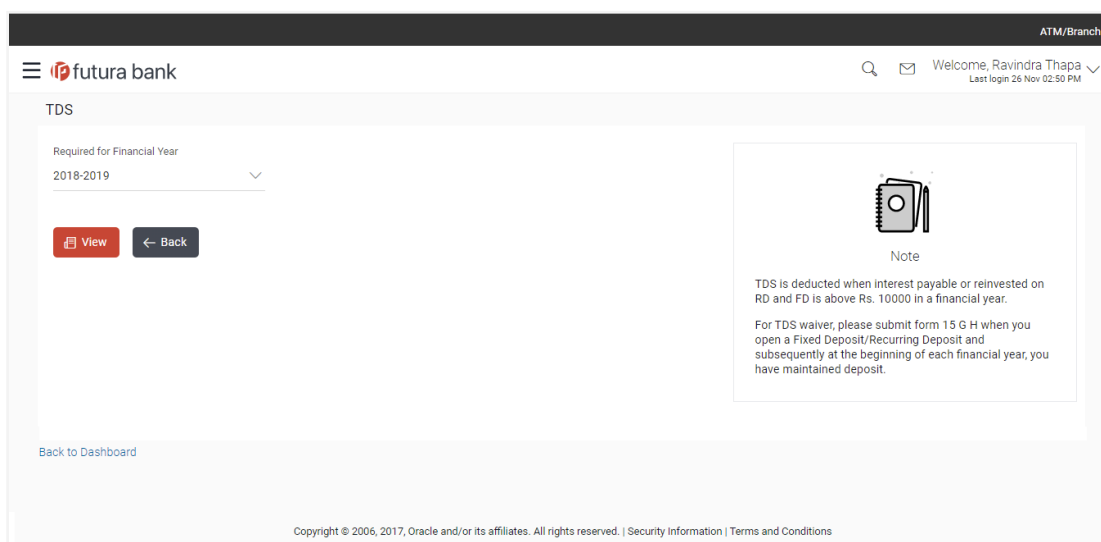 ATM/Branch
futura bank
Welcome, Ravindra Thapa
Last login 26 Nov 02:50 PM
TDS
Required for Financial Year
2018-2019
View
Back
Note
TDS is deducted when interest payable or reinvested on
RD and FD is above Rs. 10000 in a financial year.
For TDS waiver, please submit form 15 G H when you
open a Fixed Deposit/Recurring Deposit and
subsequently at the beginning of each financial year, you
have maintained deposit.
Back to Dashboard
Copyright © 2006, 2017, Oracle and/or its affiliates. All rights reserved. | Security Information | Terms and Conditions